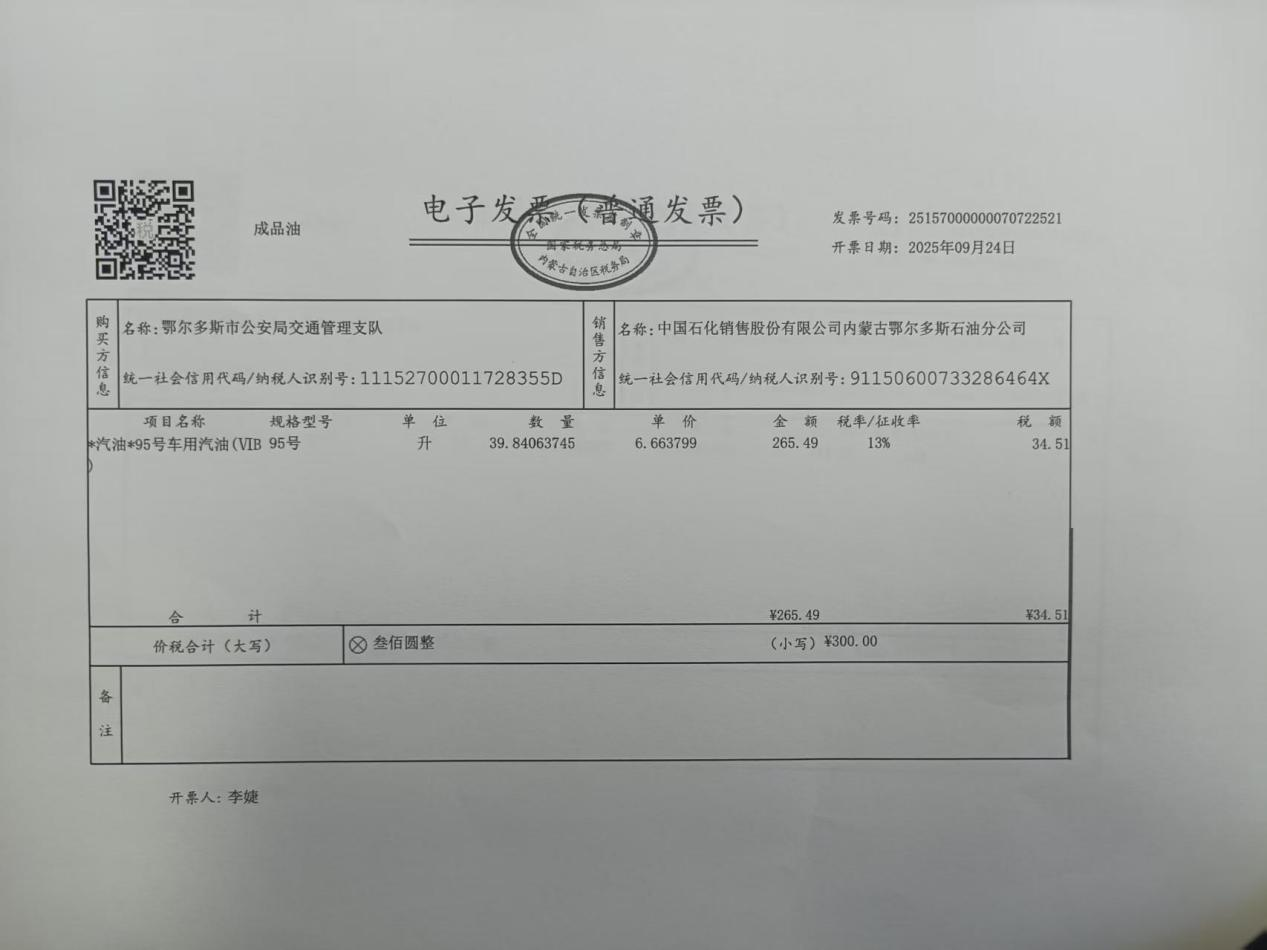 电子发票（普通发票）
全国统一发票监制章
国家税务总局
内蒙古自治区税务局
税
成品油
发票号码：25157000000070722521
开票日期：2025年09月24日
购买方信息
名称：鄂尔多斯市公安局交通管理支队
统一社会信用代码/纳税人识别号：11152700011728355D
销售方信息
名称：中国石化销售股份有限公司内蒙古鄂尔多斯石油分公司
统一社会信用代码/纳税人识别号：91150600733286464X
项目名称 规格型号 单 位 数 量 单 价 金 额 税率/征收率 税 额
*汽油*95号车用汽油(VIB 95号 升 39.84063745 6.663799 265.49 13% 34.51
)
合 计 ¥265.49 ¥34.51
价税合计（大写） ⊗叁佰圆整 （小写）¥300.00
备注
开票人：李婕